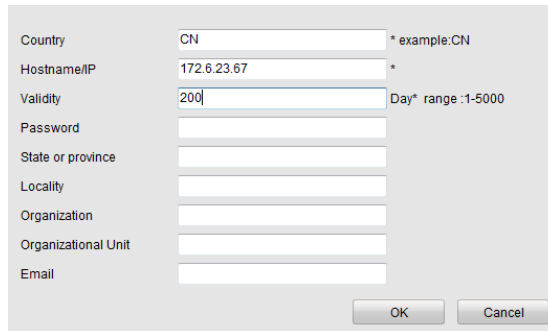 Country CN * example:CN
Hostname/IP 172.6.23.67 *
Validity 200 Day* range :1-5000
Password
State or province
Locality
Organization
Organizational Unit
Email
OK Cancel